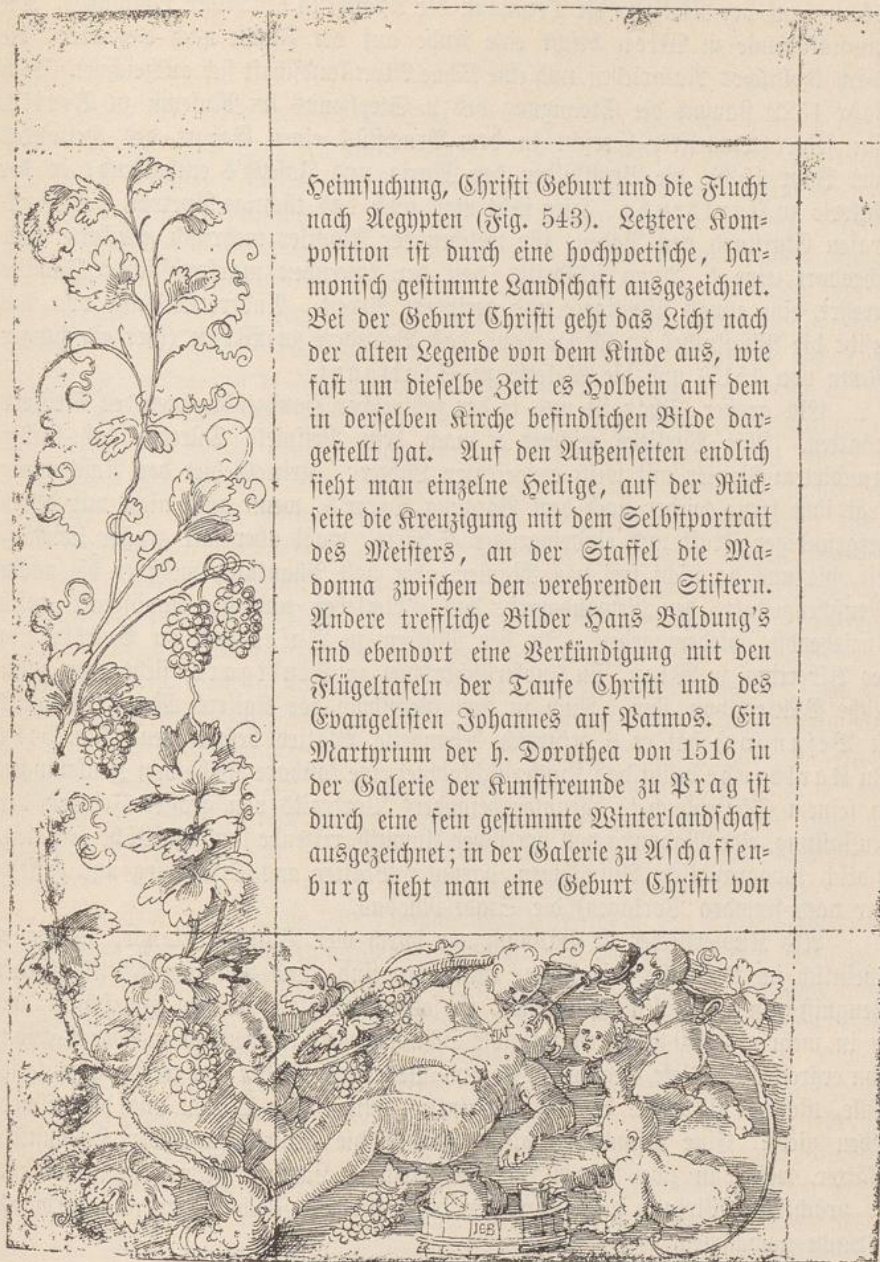 Heimsuchung, Christi Geburt und die Flucht
nach Aegypten (Fig. 543). Letztere Kom-
position ist durch eine hochpoetische, har-
monisch gestimmte Landschaft ausgezeichnet.
Bei der Geburt Christi geht das Licht nach
der alten Legende von dem Kinde aus, wie
fast um dieselbe Zeit es Holbein auf dem
in derselben Kirche befindlichen Bilde dar-
gestellt hat. Auf den Außenseiten endlich
sieht man einzelne Heilige, auf der Rück-
seite die Kreuzigung mit dem Selbstportrait
des Meisters, an der Staffel die Ma-
donna zwischen den verehrenden Stiftern.
Andere treffliche Bilder Hans Baldung's
sind ebendort eine Verkündigung mit den
Flügeltafeln der Taufe Christi und des
Evangelisten Johannes auf Patmos. Ein
Martyrium der h. Dorothea von 1516 in
der Galerie der Kunstfreunde zu Prag ist
durch eine fein gestimmte Winterlandschaft
ausgezeichnet; in der Galerie zu Aschaffen-
burg sieht man eine Geburt Christi von